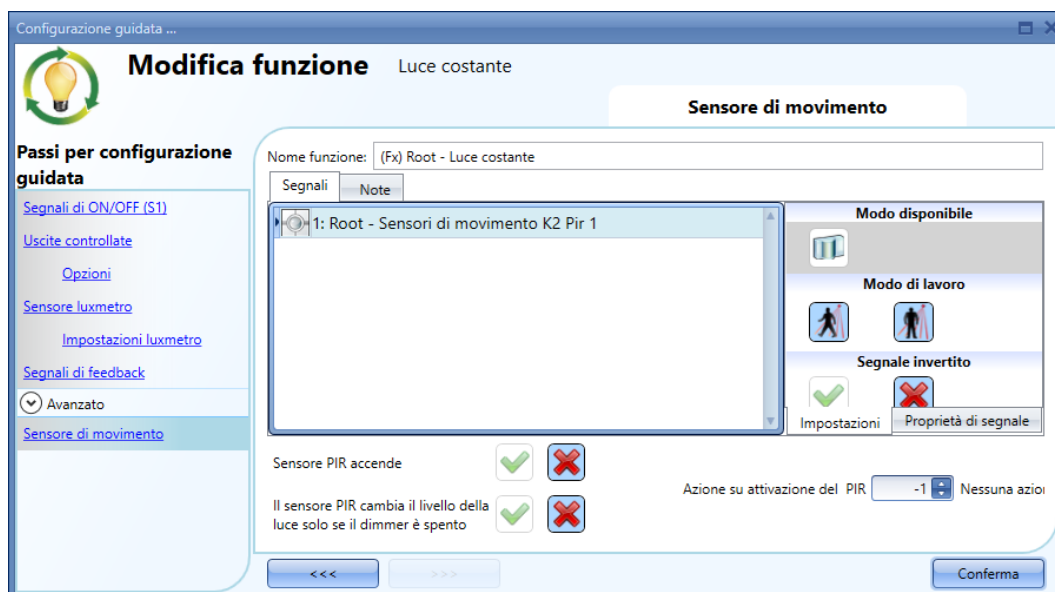 Configurazione guidata ...
Modifica funzione Luce costante
Sensore di movimento
Passi per configurazione
guidata
Segnali di ON/OFF (S1)
Uscite controllate
Opzioni
Sensore luxmetro
Impostazioni luxmetro
Segnali di feedback
Avanzato
Sensore di movimento
Nome funzione: (Fx) Root - Luce costante
Segnali Note
1: Root - Sensori di movimento K2 Pir 1
Modo disponibile
Modo di lavoro
Segnale invertito
Impostazioni Proprietà di segnale
Sensore PIR accende
Il sensore PIR cambia il livello della
luce solo se il dimmer è spento
Azione su attivazione del PIR -1 Nessuna
<<< >>> Conferma